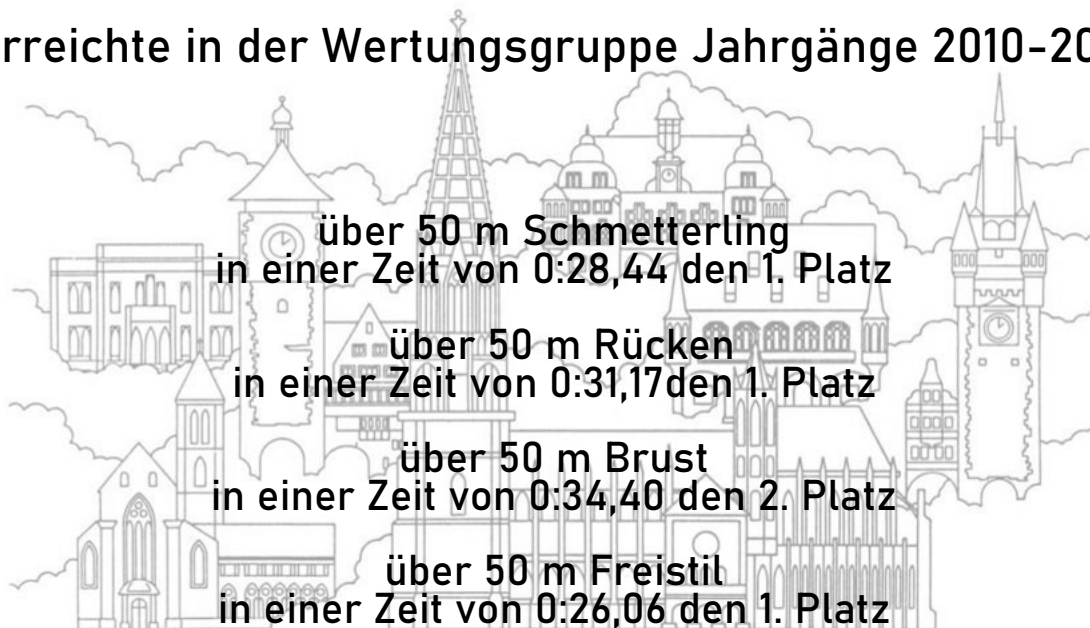 rreichte in der Wertungsgruppe Jahrgänge 2010-20
über 50 m Schmetterling
in einer Zeit von 0:28,44 den 1. Platz
über 50 m Rücken
in einer Zeit von 0:31,17den 1. Platz
über 50 m Brust
in einer Zeit von 0:34,40 den 2. Platz
über 50 m Freistil
in einer Zeit von 0:26,06 den 1. Platz